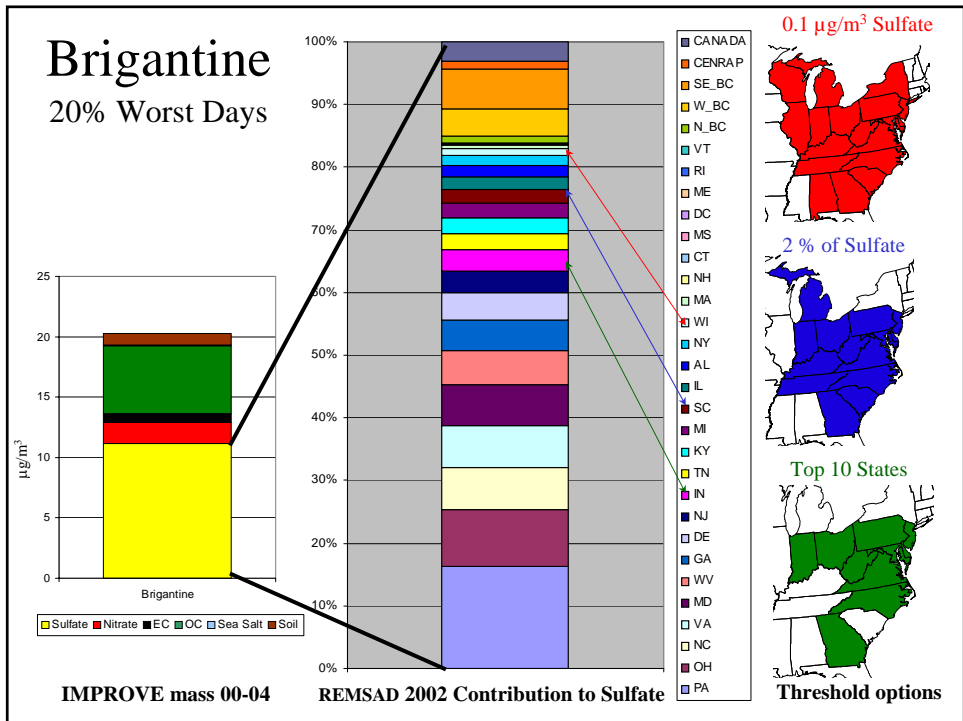 Brigantine
20% Worst Days
25
20
15
10
5
0
µg/m³
Brigantine
Sulfate Nitrate EC OC Sea Salt Soil
IMPROVE mass 00-04
100%
90%
80%
70%
60%
50%
40%
30%
20%
10%
0%
REMSAD 2002 Contribution to Sulfate
CANADA
CENRAP
SE_BC
W_BC
N_BC
VT
RI
ME
DC
MS
CT
NH
MA
WI
NY
AL
IL
SC
MI
KY
TN
IN
NJ
DE
GA
WV
MD
VA
NC
OH
PA
0.1 µg/m³ Sulfate
2 % of Sulfate
Top 10 States
Threshold options